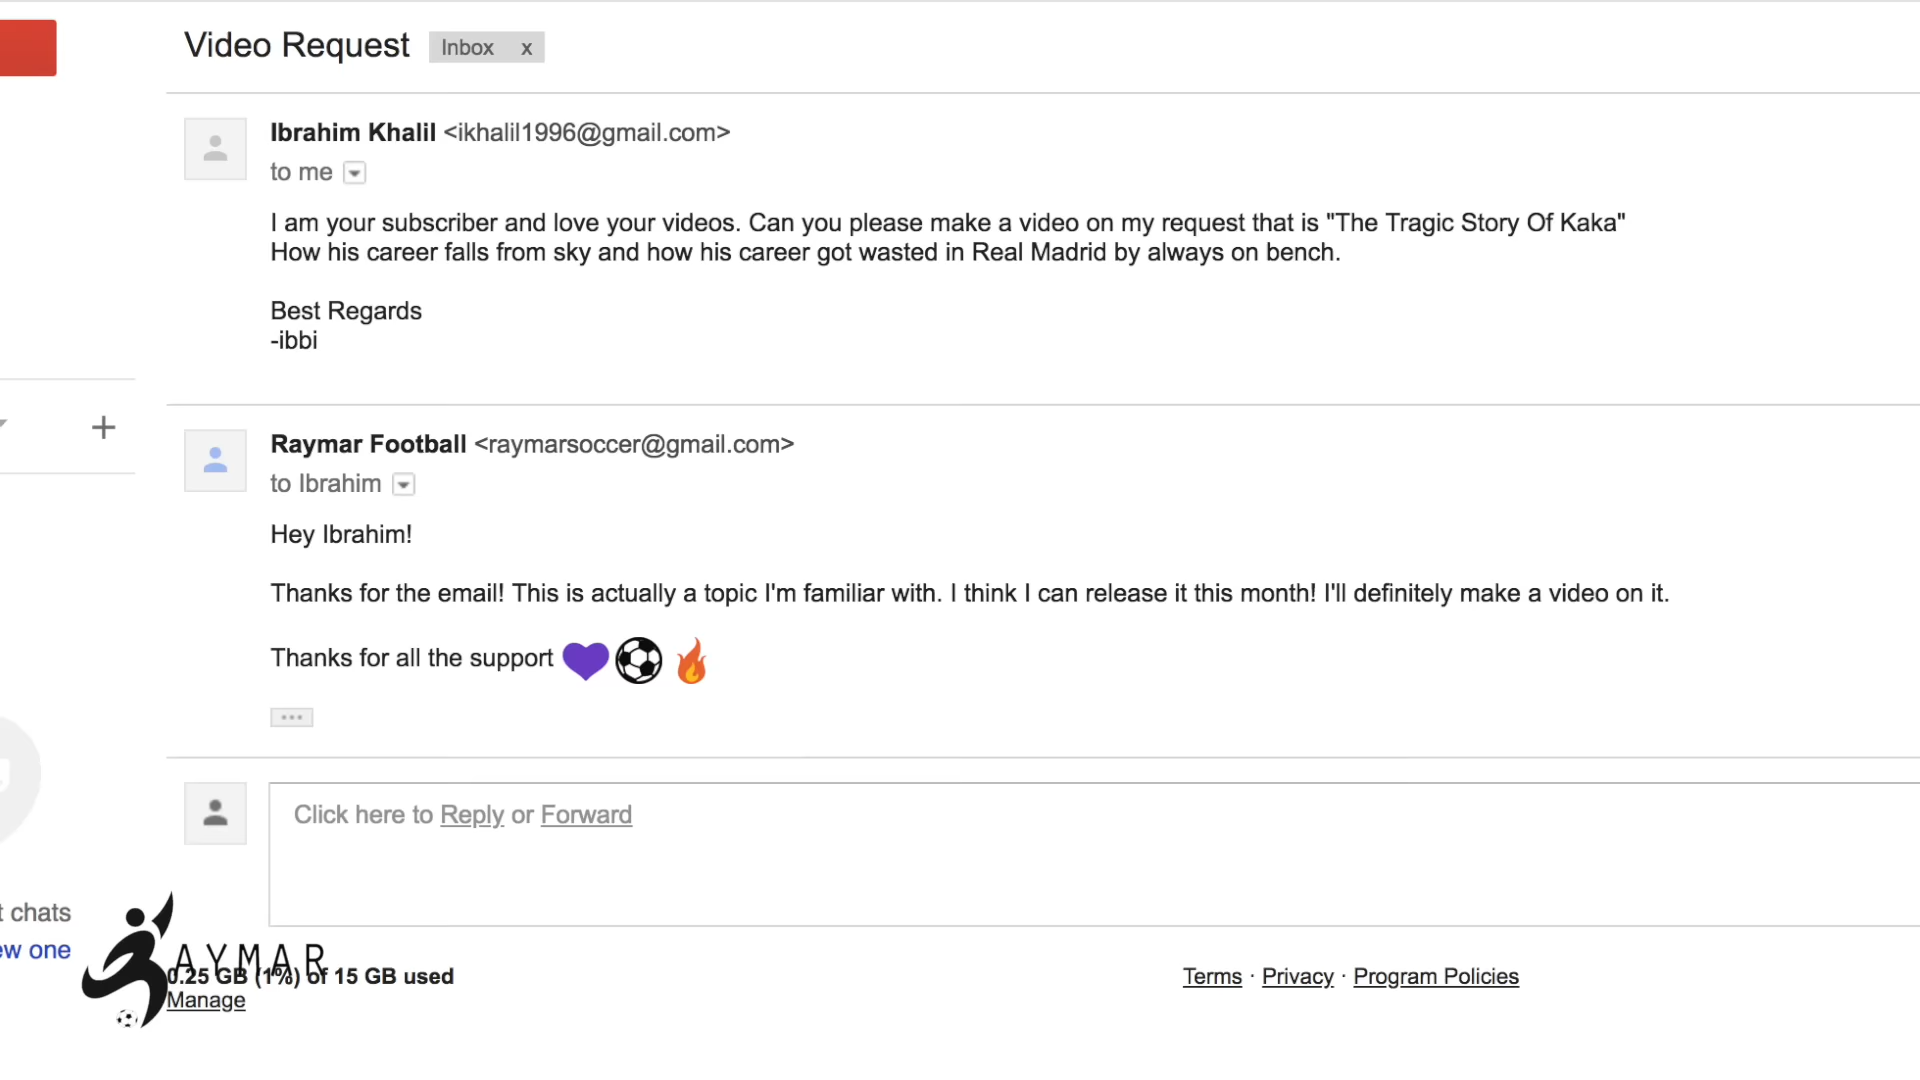 Video Request Inbox x
Ibrahim Khalil <ikhalil1996@gmail.com>
to me
I am your subscriber and love your videos. Can you please make a video on my request that is "The Tragic Story Of Kaka"
How his career falls from sky and how his career got wasted in Real Madrid by always on bench.
Best Regards
-ibbi
Raymar Football <raymarsoccer@gmail.com>
to Ibrahim
Hey Ibrahim!
Thanks for the email! This is actually a topic I'm familiar with. I think I can release it this month! I'll definitely make a video on it.
Thanks for all the support 💜⚽🔥
Click here to Reply or Forward
t chats
ew one
AYMAR
0.25 GB (1%) of 15 GB used
Manage
Terms · Privacy · Program Policies